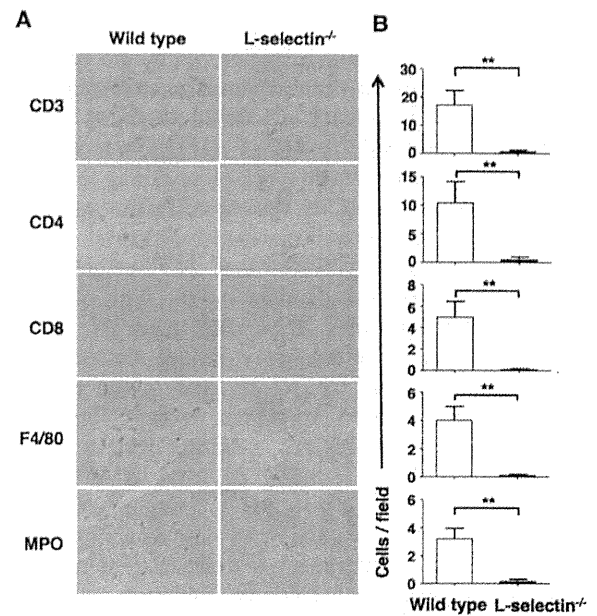 A
B
Wild type
L-selectin-/-
CD3
CD4
CD8
F4/80
MPO
**
30
20
10
0
**
15
10
5
0
**
8
6
4
2
0
**
6
4
2
0
**
6
4
2
0
Cells / field
Wild type L-selectin-/-